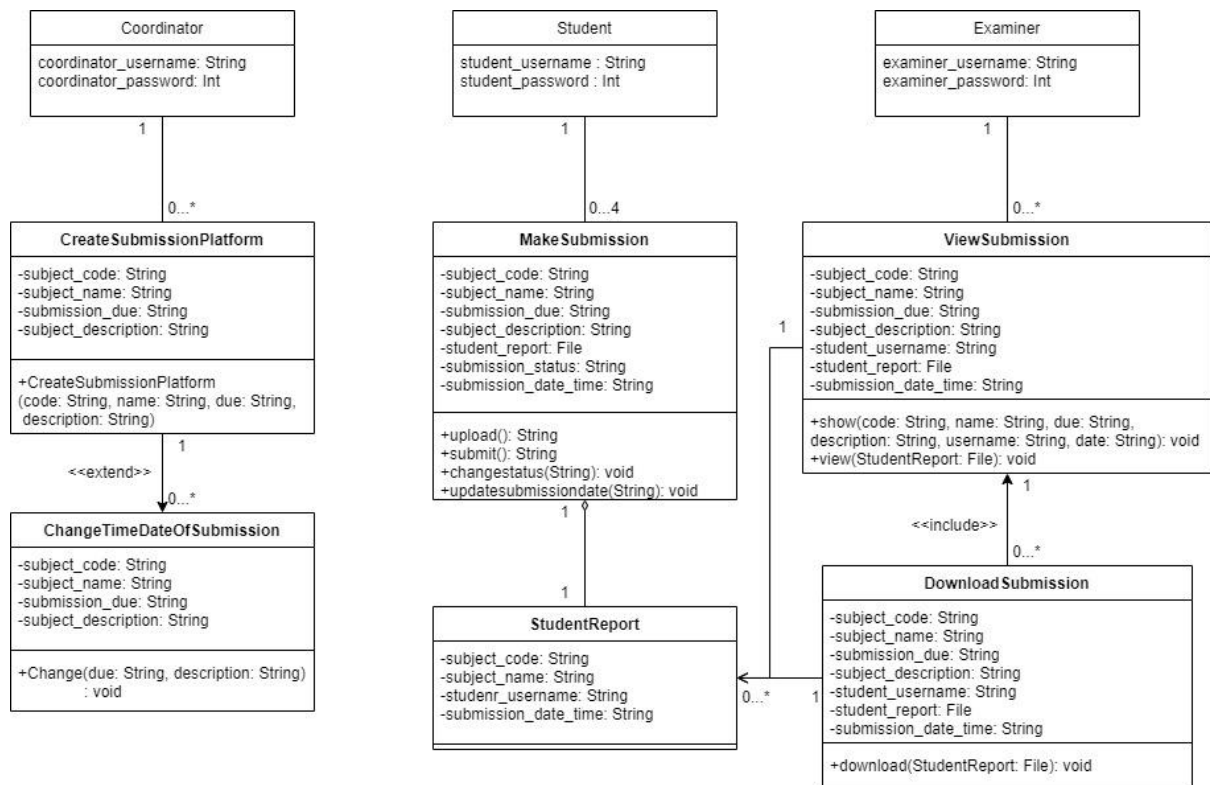 Coordinator
coordinator_username: String
coordinator_password: Int
1
0...*
CreateSubmissionPlatform
-subject_code: String
-subject_name: String
-submission_due: String
-subject_description: String
+CreateSubmissionPlatform
(code: String, name: String, due: String,
description: String)
1
<<extend>>
0...*
ChangeTimeDateOfSubmission
-subject_code: String
-subject_name: String
-submission_due: String
-subject_description: String
+Change(due: String, description: String)
: void
Student
student_username : String
student_password : Int
1
0...4
MakeSubmission
-subject_code: String
-subject_name: String
-submission_due: String
-subject_description: String
-student_report: File
-submission_status: String
-submission_date_time: String
+upload(): String
+submit(): String
+changestatus(String): void
+updatesubmissiondate(String): void
1
1
StudentReport
-subject_code: String
-subject_name: String
-studenr_username: String
-submission_date_time: String
Examiner
examiner_username: String
examiner_password: Int
1
0...*
ViewSubmission
-subject_code: String
-subject_name: String
-submission_due: String
-subject_description: String
-student_username: String
-student_report: File
-submission_date_time: String
+show(code: String, name: String, due: String,
description: String, username: String, date: String): void
+view(StudentReport: File): void
1
1
<<include>>
0...*
DownloadSubmission
-subject_code: String
-subject_name: String
-submission_due: String
-subject_description: String
-student_username: String
-student_report: File
-submission_date_time: String
+download(StudentReport: File): void
0...*
1